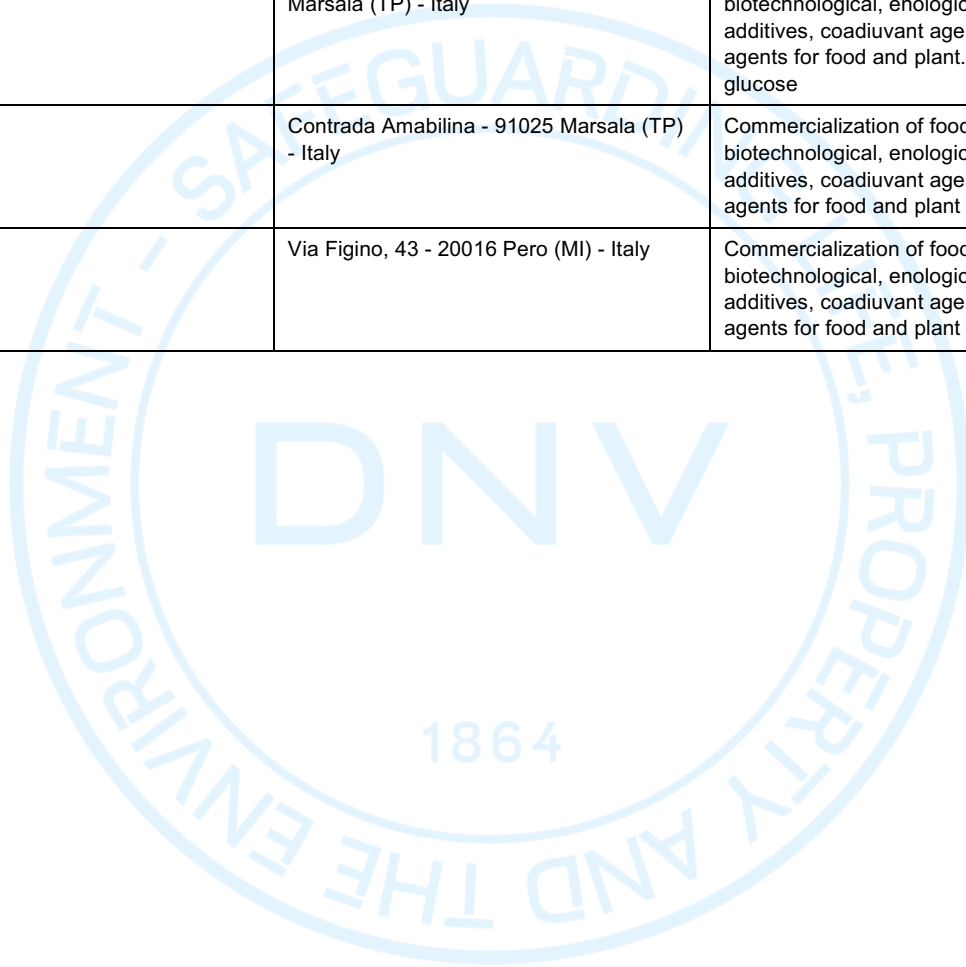 Marsala (TP) - Italy
biotechnological, enologic
additives, coadiuvant age
agents for food and plant.
glucose
Contrada Amabilina - 91025 Marsala (TP)
- Italy
Commercialization of food
biotechnological, enologic
additives, coadiuvant age
agents for food and plant
Via Figino, 43 - 20016 Pero (MI) - Italy
Commercialization of food
biotechnological, enologic
additives, coadiuvant age
agents for food and plant
SAFEGUARDING LIFE, PROPERTY AND THE ENVIRONMENT -
DNV
1864